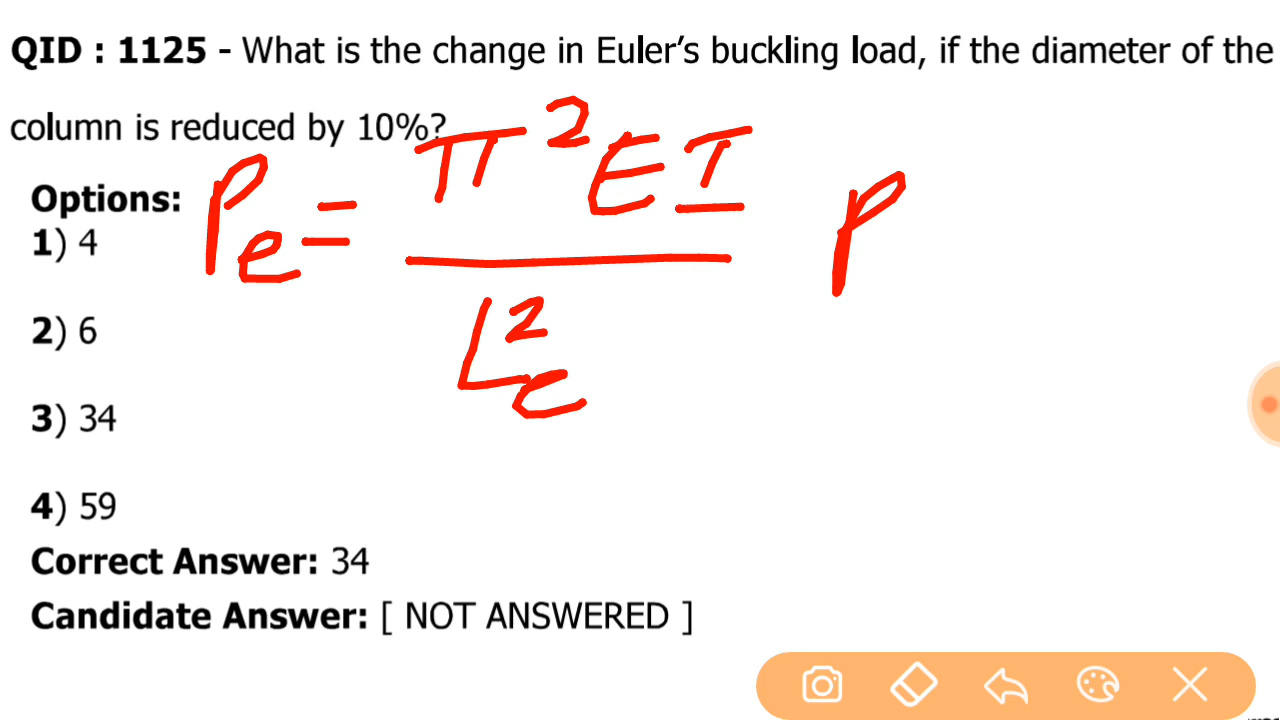 QID : 1125 - What is the change in Euler’s buckling load, if the diameter of the
column is reduced by 10%?
Pe = π²EI P
L²e
Options:
1) 4
2) 6
3) 34
4) 59
Correct Answer: 34
Candidate Answer: [ NOT ANSWERED ]